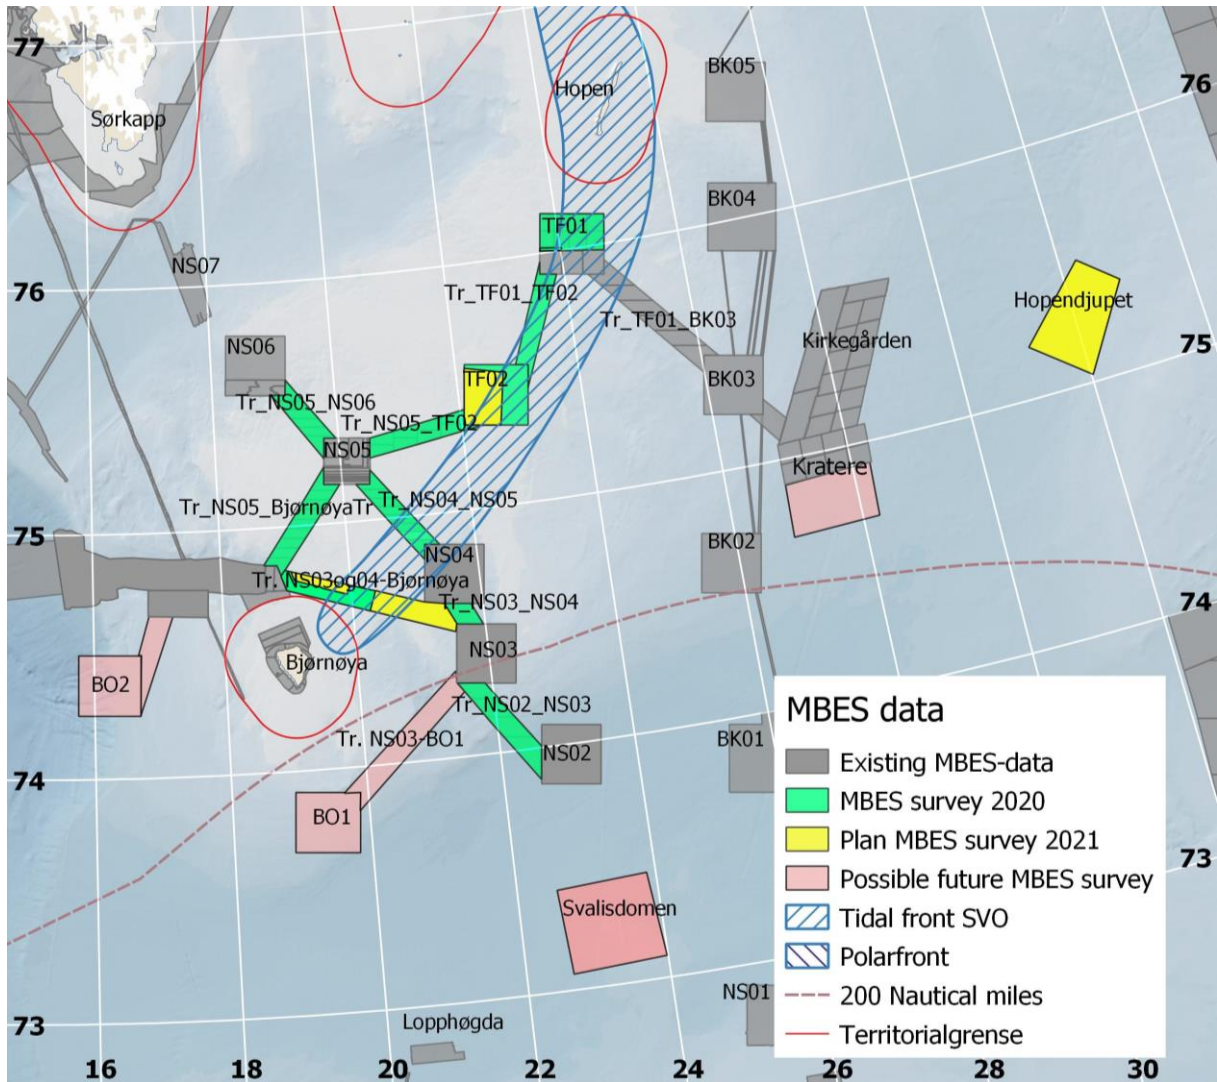 77
Sørkapp
Hopen
BK05
76
BK04
TF01
NS07
76
Tr_TF01_TF02
Hopendjupet
Tr_TF01_BK03
Kirkegården
75
NS06
TF02
BK03
Tr_NS05_NS06
Tr_NS05_TF02
NS05
Kratere
Tr_NS05_BjørnøyaTr
Tr_NS04_NS05
75
BK02
NS04
Tr. NS03og04-Bjørnøya
Tr_NS03_NS04
74
NS03
Bjørnøya
BO2
Tr_NS02_NS03
Tr. NS03-BO1
BK01
NS02
74
BO1
73
Svalisdomen
NS01
Lopphøgda
73
16
18
20
22
24
26
28
30
MBES data
Existing MBES-data
MBES survey 2020
Plan MBES survey 2021
Possible future MBES survey
Tidal front SVO
Polarfront
200 Nautical miles
Territorialgrense